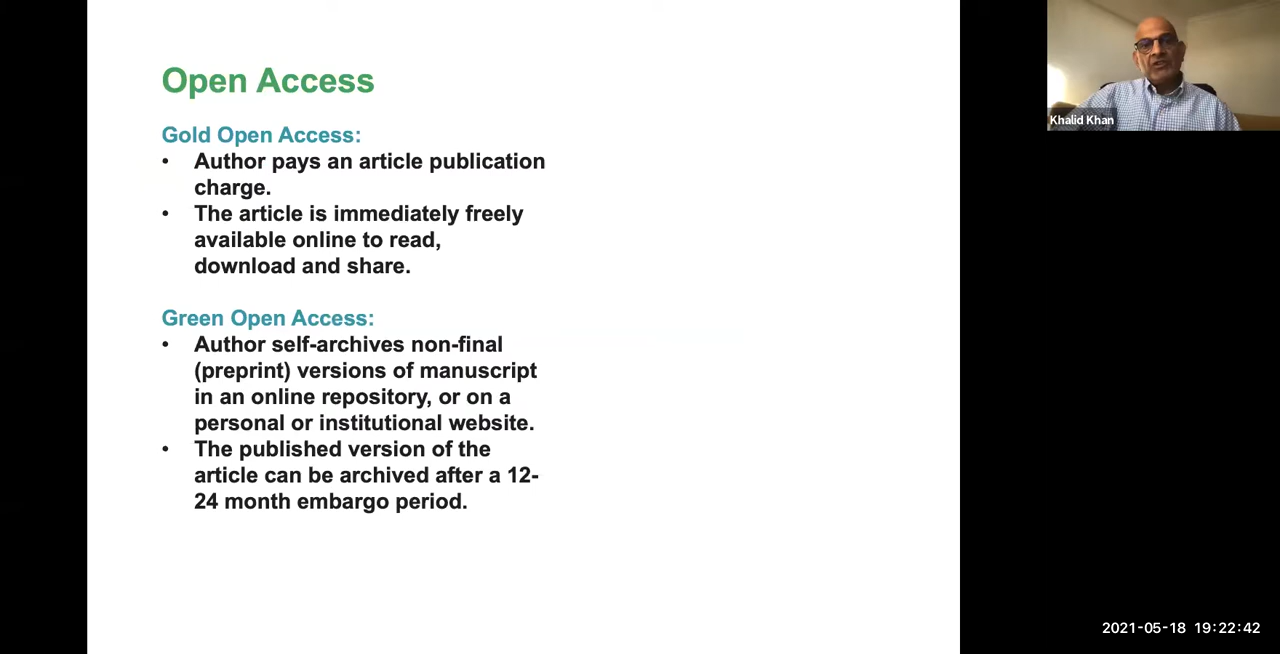 Open Access
Gold Open Access:
• Author pays an article publication
charge.
• The article is immediately freely
available online to read,
download and share.
Green Open Access:
• Author self-archives non-final
(preprint) versions of manuscript
in an online repository, or on a
personal or institutional website.
• The published version of the
article can be archived after a 12-
24 month embargo period.
Khalid Khan
2021-05-18 19:22:42